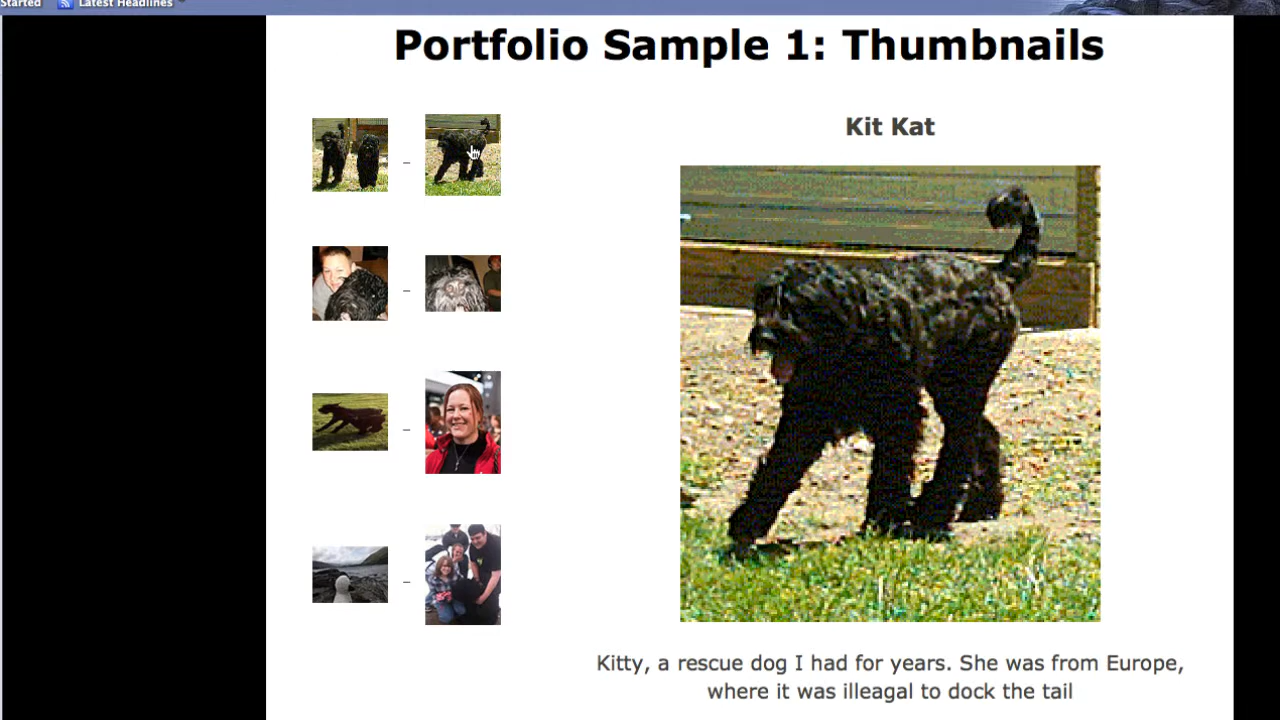 Started Latest Headlines
Portfolio Sample 1: Thumbnails
Kit Kat
Kitty, a rescue dog I had for years. She was from Europe,
where it was illeagal to dock the tail